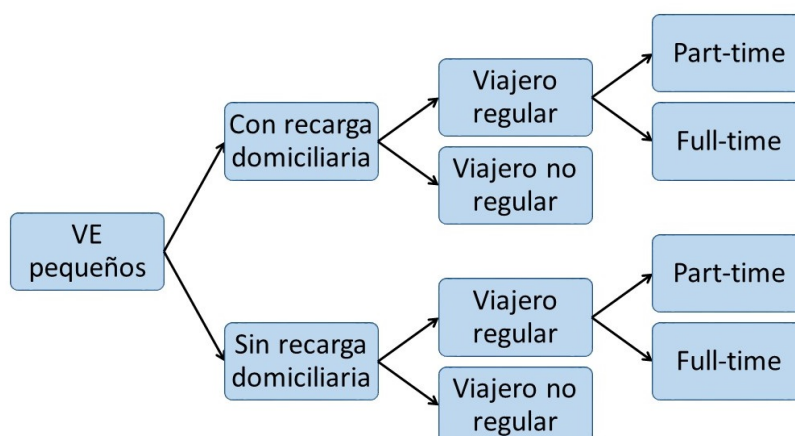 VE
pequeños
Con recarga
domiciliaria
Viajero
regular
Part-time
Full-time
Viajero no
regular
Sin recarga
domiciliaria
Viajero
regular
Part-time
Full-time
Viajero no
regular